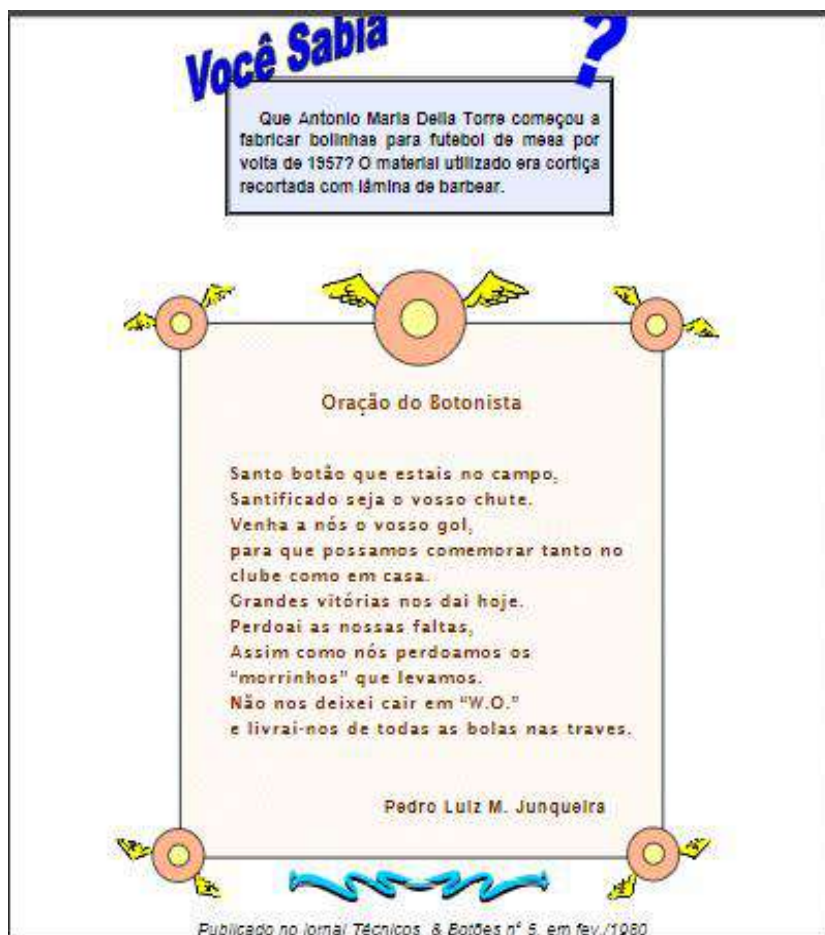 Você Sabia
?
Que Antonio Maria Della Torre começou a
fabricar bolinhas para futebol de mesa por
volta de 1957? O material utilizado era cortiça
recortada com lâmina de barbear.
Oração do Botonista
Santo botão que estais no campo,
Santificado seja o vosso chute.
Venha a nós o vosso gol,
para que possamos comemorar tanto no
clube como em casa.
Grandes vitórias nos dai hoje.
Perdoai as nossas faltas,
Assim como nós perdoamos os
“morrinhos” que levamos.
Não nos deixei cair em “W.O.”
e livrai-nos de todas as bolas nas traves.
Pedro Luiz M. Junqueira
Publicado no jornal Técnicos & Botões n° 5, em fev./1980